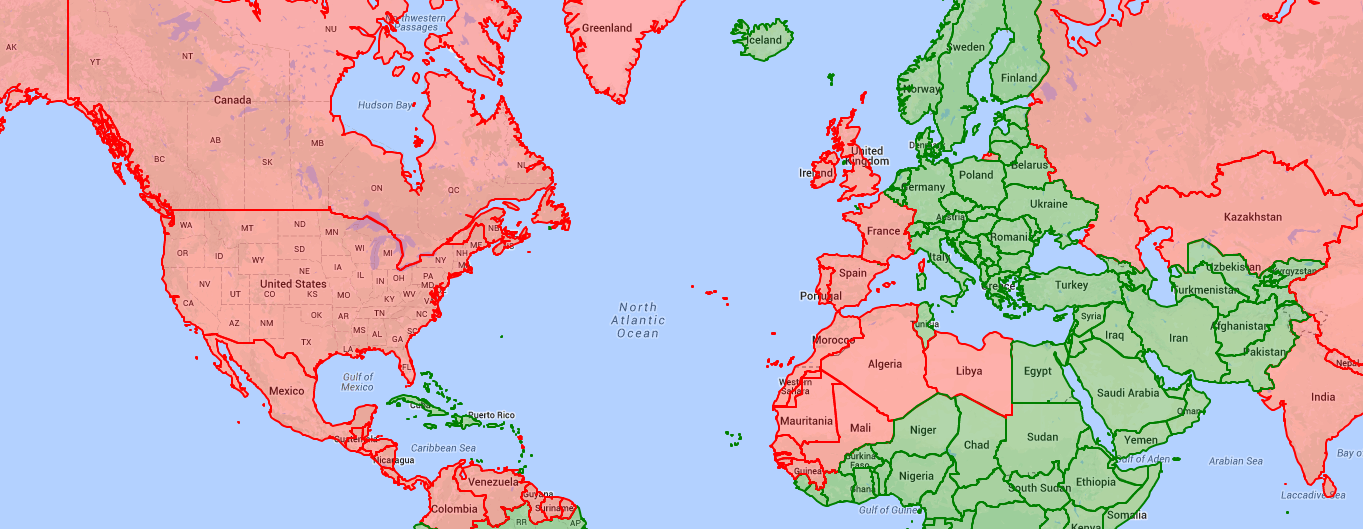 Northwestern
Passages
Greenland
Iceland
NU
AK
YT
NT
Sweden
Finland
Norway
Canada
Hudson Bay
AB
MB
BC
SK
NL
ON
QC
United
Kingdom
Ireland
Belarus
Poland
Germany
Ukraine
Kazakhstan
WA
MT
ND
MN
NB
ME
NS
Austria
France
Romania
OR
ID
SD
WI
MI
NH
NY
WY
Italy
Uzbekistan
Kyrgyzstan
IA
NE
IL
IN
OH
PA
MD
NV
UT
United States
CO
KS
MO
KY
WV
VA
Spain
Portugal
Greece
Turkey
Turkmenistan
CA
North
Atlantic
Ocean
AZ
NM
OK
AR
TN
NC
SC
MS
AL
GA
TX
LA
FL
Tunisia
Syria
Iraq
Iran
Afghanistan
Pakistan
Morocco
Algeria
Libya
Egypt
Nepal
Gulf of
Mexico
Mexico
Western
Sahara
Saudi Arabia
India
Cuba
Puerto Rico
Oman
Mauritania
Mali
Niger
Chad
Sudan
Yemen
Guatemala
Caribbean Sea
Nicaragua
Gulf of Aden
Arabian Sea
Bay o
Burkina
Faso
Guinea
Nigeria
Ghana
South Sudan
Ethiopia
Venezuela
Guyana
Suriname
Colombia
RR
AP
Gulf of Guinea
Somalia
Kenya
Laccadive Sea